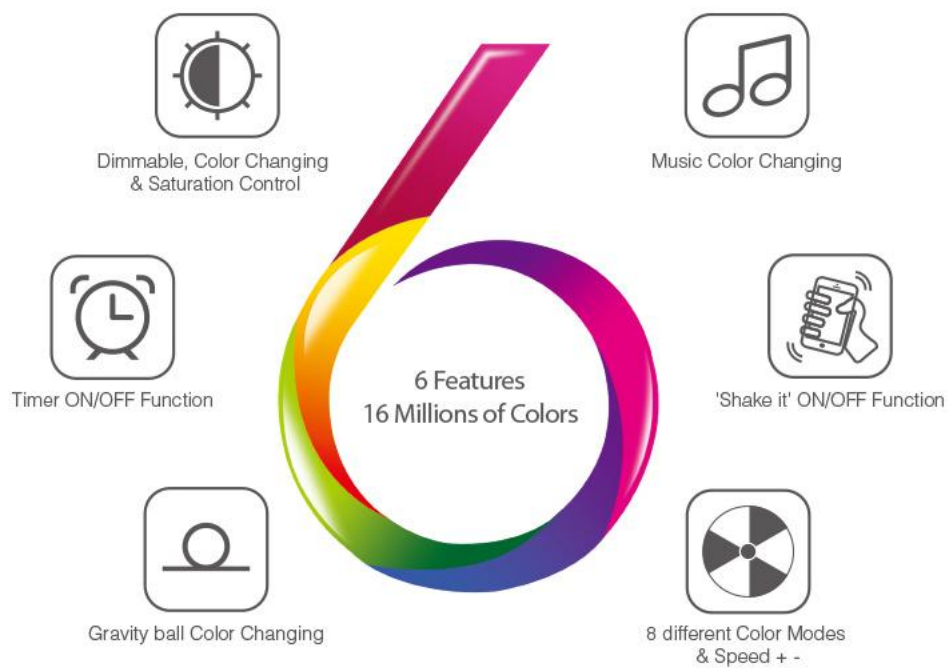 Dimmable, Color Changing
& Saturation Control
Music Color Changing
Timer ON/OFF Function
6 Features
16 Millions of Colors
'Shake it' ON/OFF Function
Gravity ball Color Changing
8 different Color Modes
& Speed + -